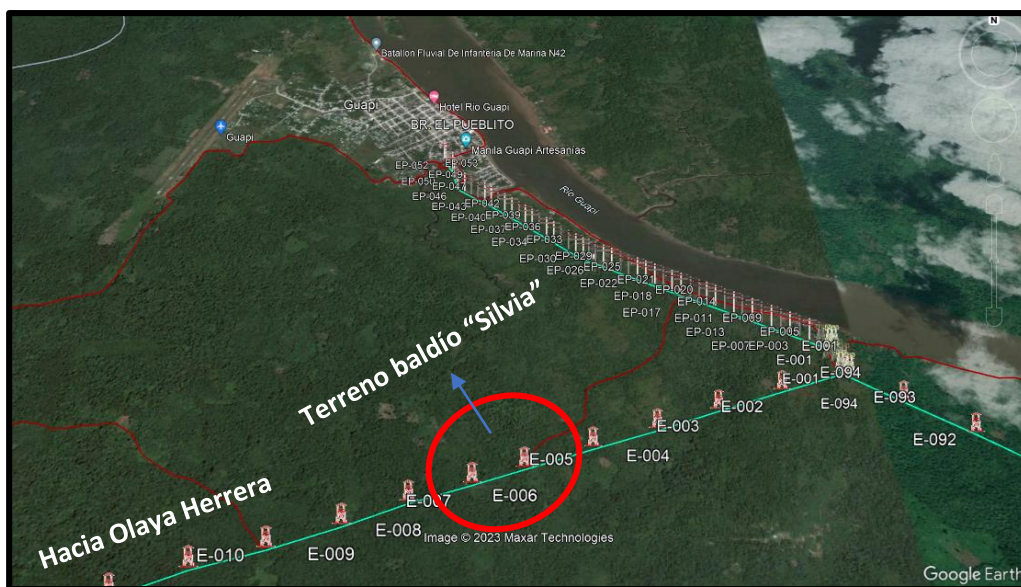 N
Batallon Fluvial De Infanteria De Marina N42
Guapi
Hotel Rio Guapi
BR. EL PUEBLITO
Guapi
Manila Guapi Artesanias
EP-052
EP-053
EP-049
EP-050
EP-047
EP-046
EP-043
EP-042
EP-040
EP-039
EP-037
EP-036
EP-034
EP-033
EP-030
EP-029
EP-026
EP-025
EP-022
EP-021
EP-018
EP-020
EP-017
EP-014
EP-011
EP-009
EP-013
EP-005
EP-007
EP-003
Rio Guapi
E-001
E-001
E-094
E-001
E-094
E-093
E-092
E-002
E-003
E-004
E-005
E-006
E-007
E-008
E-009
E-010
Terreno baldío “Silvia”
Hacia Olaya Herrera
Image © 2023 Maxar Technologies
Google Earth